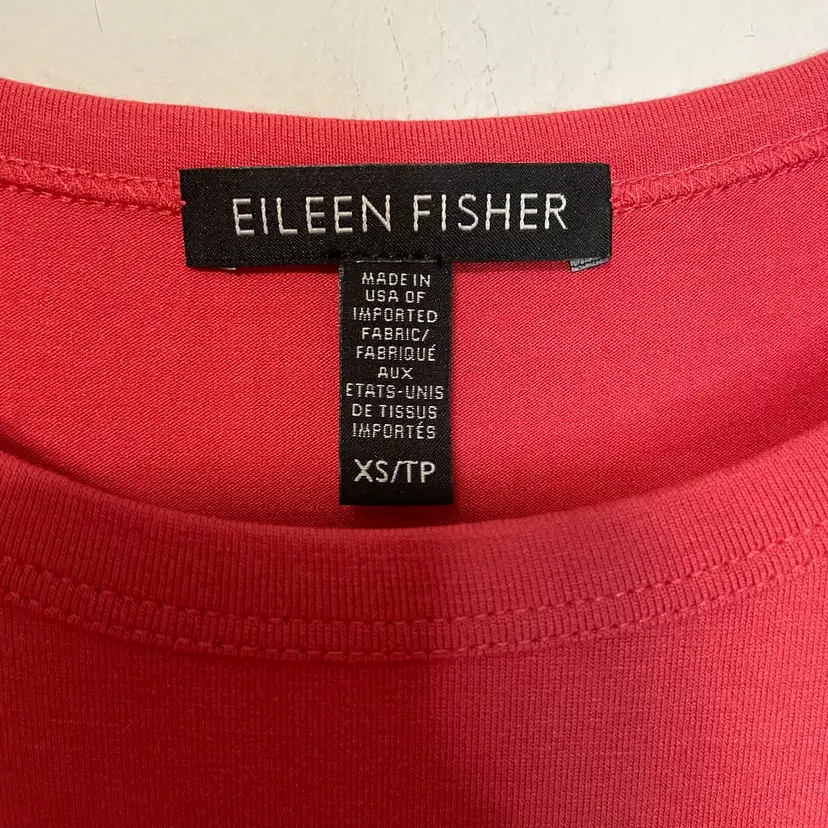 EILEEN FISHER
MADE IN
USA OF
IMPORTED
FABRIC/
FABRIQUÉ
AUX
ETATS-UNIS
DE TISSUS
IMPORTÉS
XS/TP